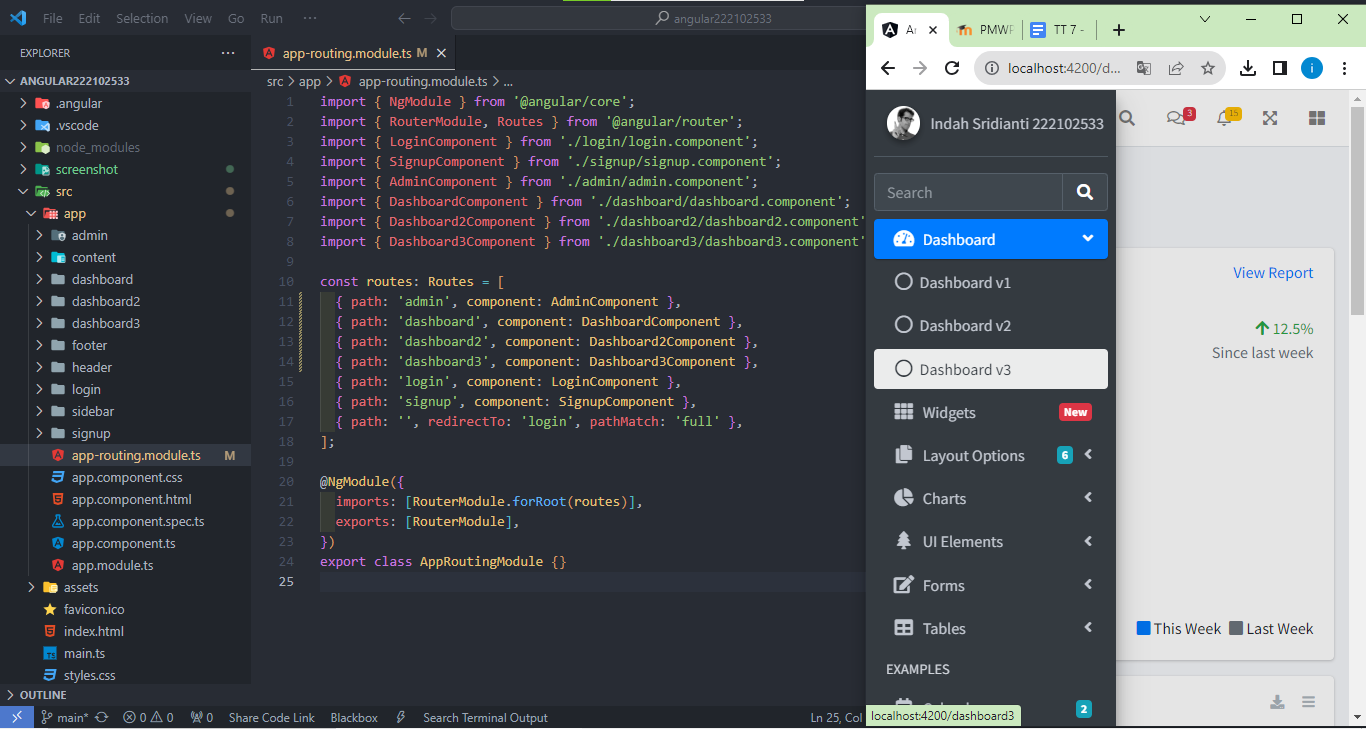 File Edit Selection View Go Run ···
angular222102533
EXPLORER ···
ANGULAR222102533
.angular
.vscode
node_modules
screenshot
src
app
admin
content
dashboard
dashboard2
dashboard3
footer
header
login
sidebar
signup
app-routing.module.ts M
app.component.css
app.component.html
app.component.spec.ts
app.component.ts
app.module.ts
assets
favicon.ico
index.html
main.ts
styles.css
OUTLINE
app-routing.module.ts M
src > app > app-routing.module.ts > ...
1 import { NgModule } from '@angular/core';
2 import { RouterModule, Routes } from '@angular/router';
3 import { LoginComponent } from './login/login.component';
4 import { SignupComponent } from './signup/signup.component';
5 import { AdminComponent } from './admin/admin.component';
6 import { DashboardComponent } from './dashboard/dashboard.component';
7 import { Dashboard2Component } from './dashboard2/dashboard2.component'
8 import { Dashboard3Component } from './dashboard3/dashboard3.component'
9
10 const routes: Routes = [
11 { path: 'admin', component: AdminComponent },
12 { path: 'dashboard', component: DashboardComponent },
13 { path: 'dashboard2', component: Dashboard2Component },
14 { path: 'dashboard3', component: Dashboard3Component },
15 { path: 'login', component: LoginComponent },
16 { path: 'signup', component: SignupComponent },
17 { path: '', redirectTo: 'login', pathMatch: 'full' },
18 ];
19
20 @NgModule({
21 imports: [RouterModule.forRoot(routes)],
22 exports: [RouterModule],
23 })
24 export class AppRoutingModule {}
25
main* 0 0 0 Share Code Link Blackbox Search Terminal Output Ln 25, Col
PMWF TT 7 -
localhost:4200/d...
Indah Sridianti 222102533
3 15
Search
Dashboard
Dashboard v1
Dashboard v2
Dashboard v3
Widgets New
Layout Options 6
Charts
UI Elements
Forms
Tables
EXAMPLES
2
localhost:4200/dashboard3
View Report
12.5%
Since last week
This Week Last Week